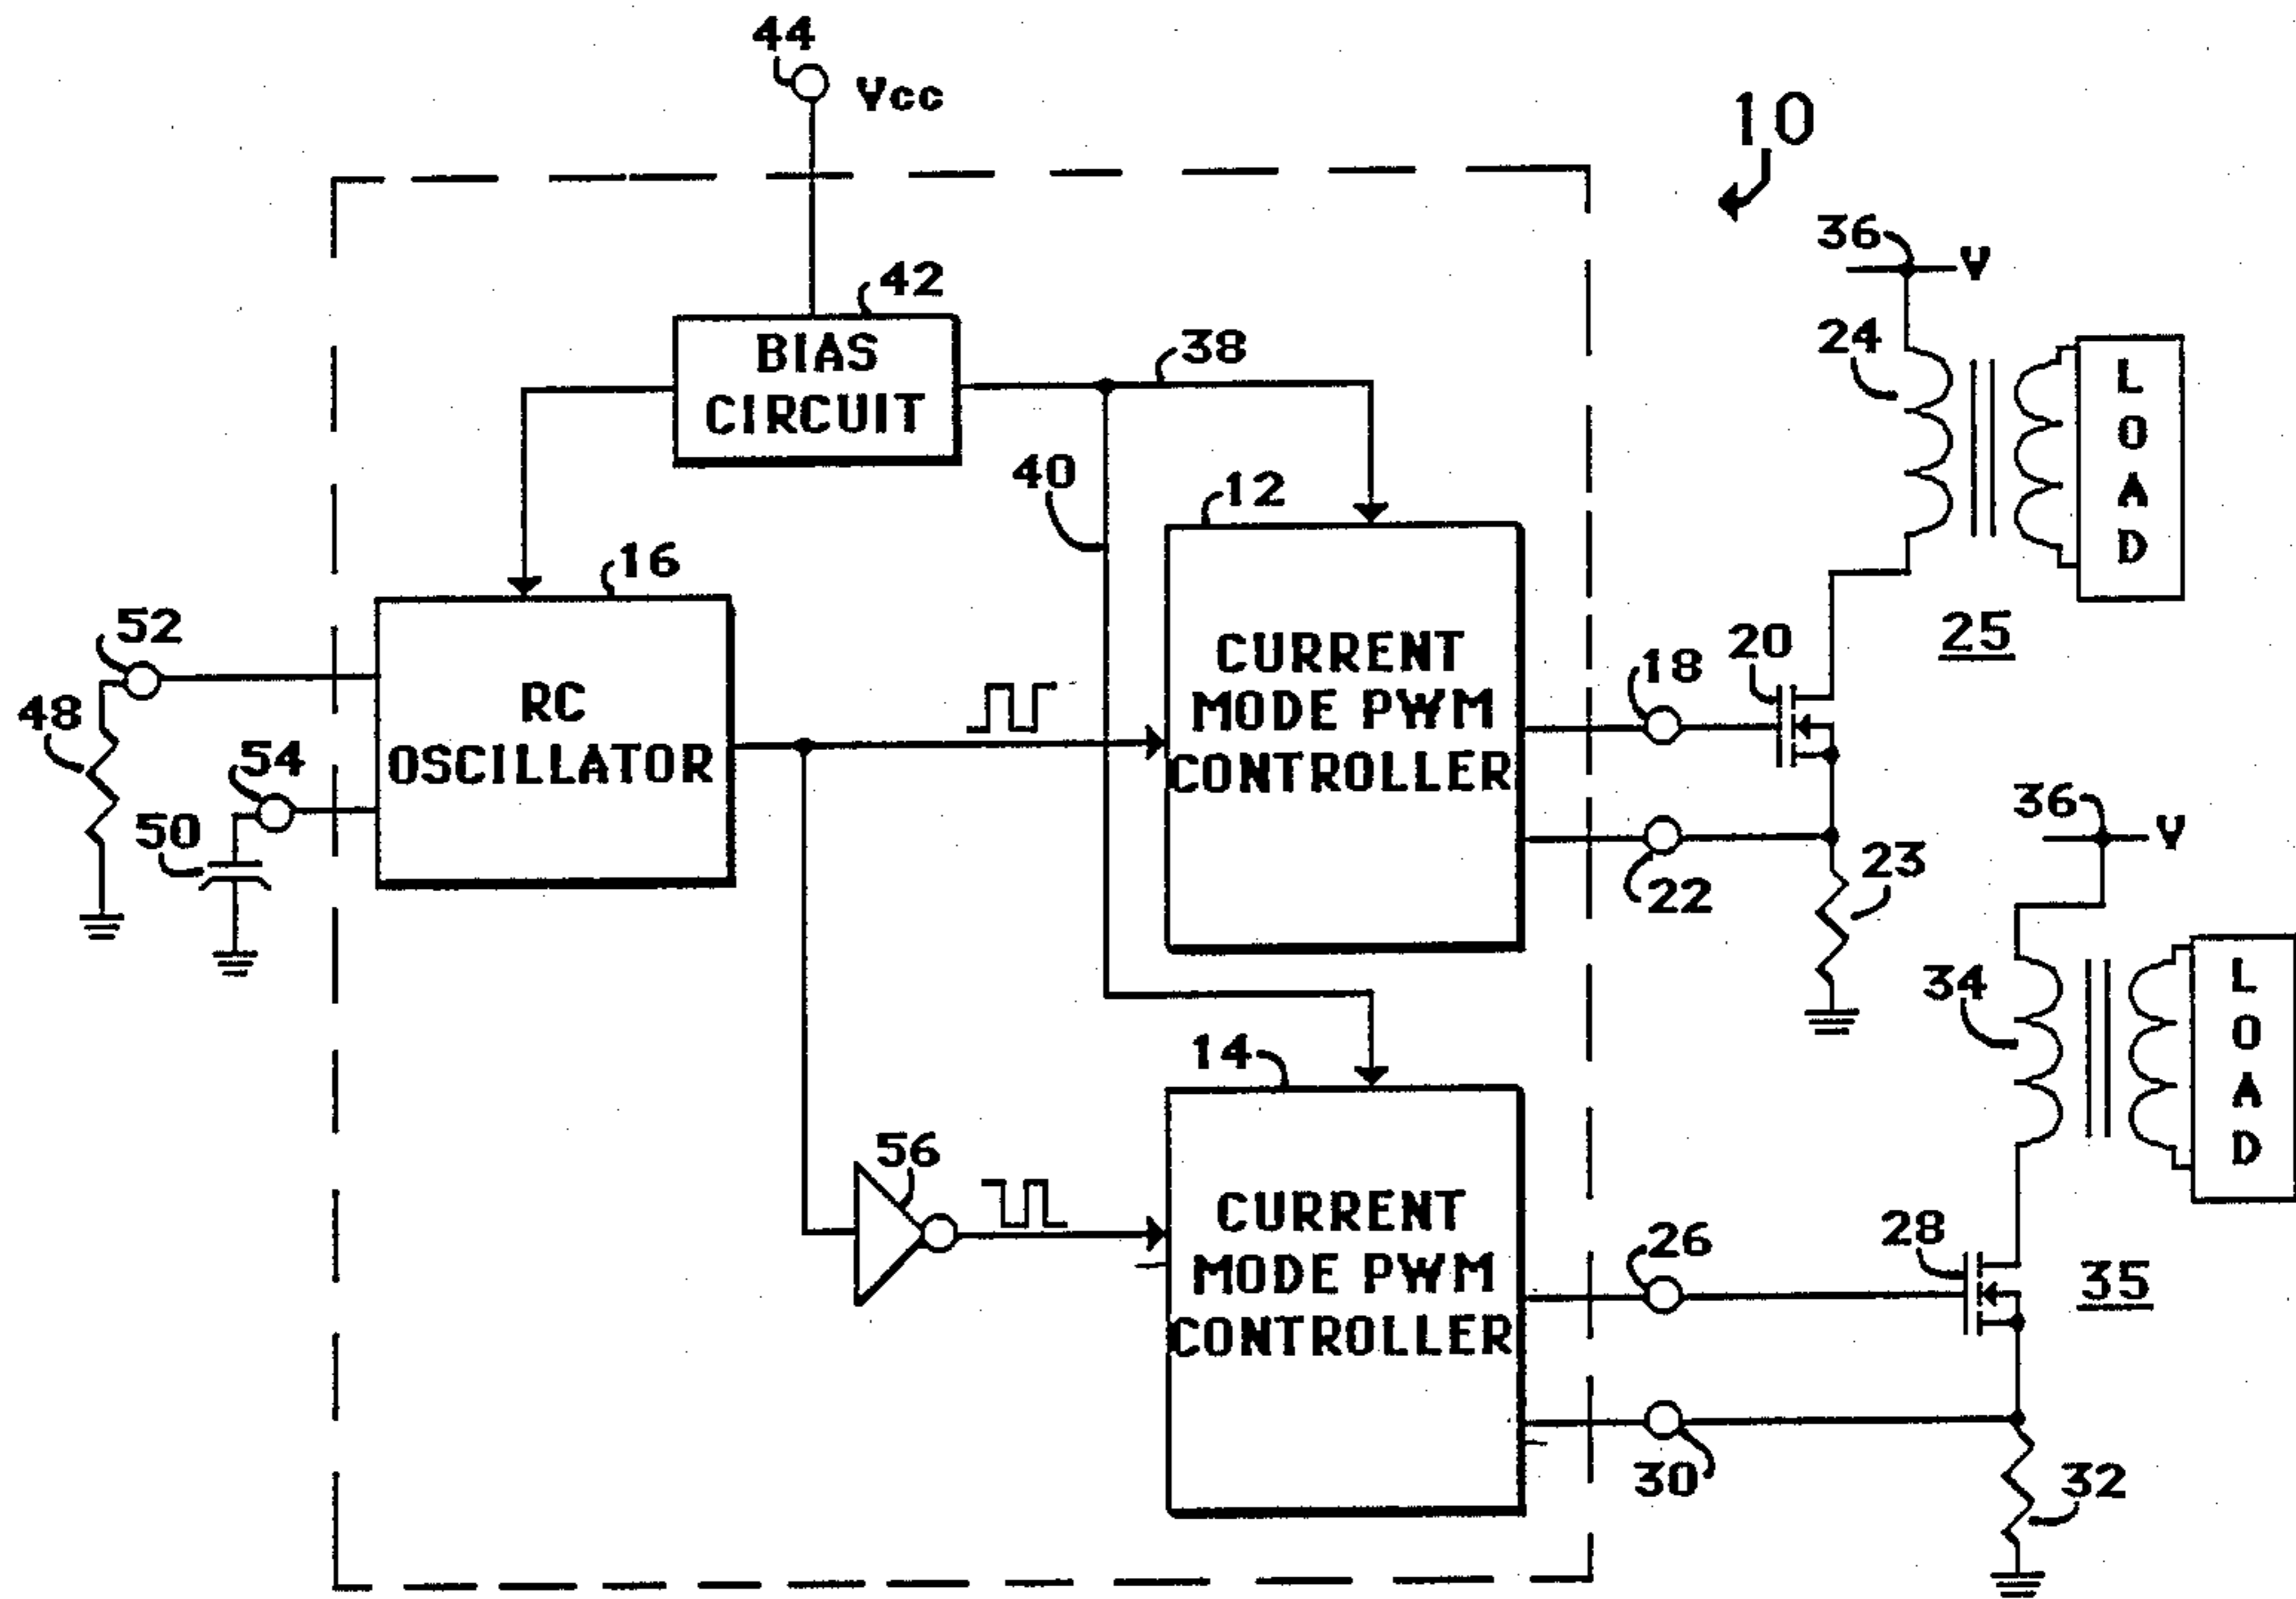 44
Vcc
10
36
V
42
BIAS
CIRCUIT
38
24
L
O
A
D
40
12
16
52
48
54
50
RC
OSCILLATOR
CURRENT
MODE PWM
CONTROLLER
18
20
25
22
23
36
V
34
L
O
A
D
14
56
CURRENT
MODE PWM
CONTROLLER
26
28
35
30
32